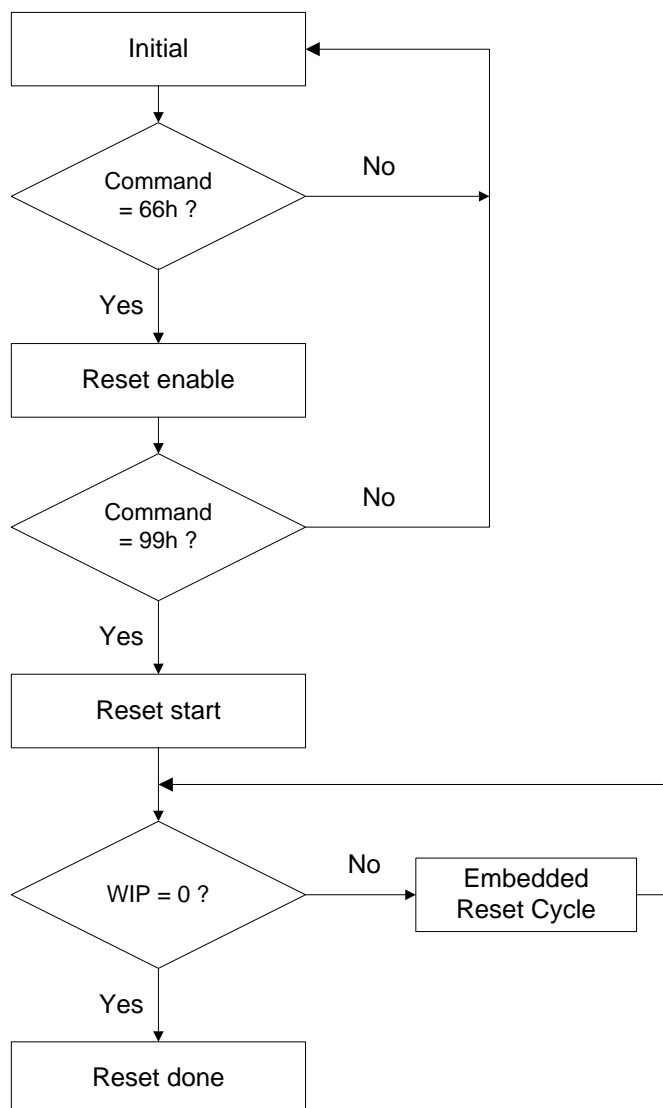 Initial
Command
= 66h ?
No
Yes
Reset enable
Command
= 99h ?
No
Yes
Reset start
WIP = 0 ?
No
Embedded
Reset Cycle
Yes
Reset done